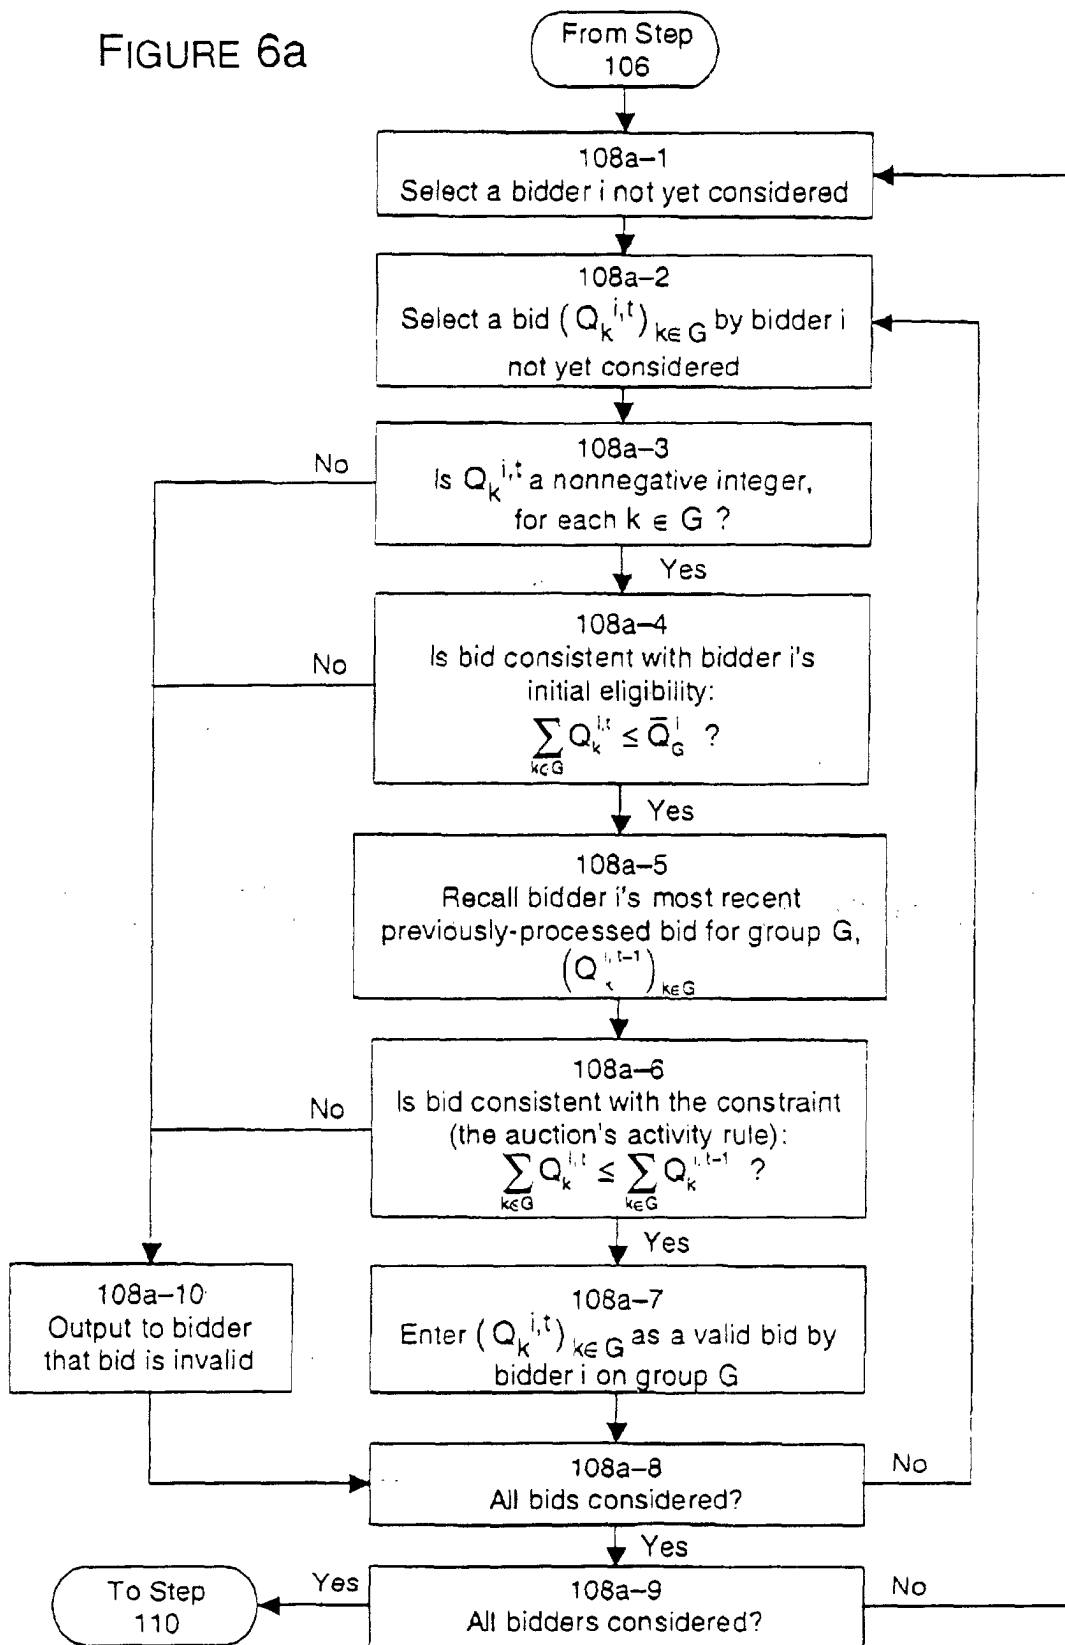 FIGURE 6a
From Step
106
108a–1
Select a bidder i not yet considered
108a–2
Select a bid (Q_k^{i,t})_{k∈G} by bidder i
not yet considered
108a–3
Is Q_k^{i,t} a nonnegative integer,
for each k ∈ G ?
No
Yes
108a–4
Is bid consistent with bidder i's
initial eligibility:
∑_{k∈G} Q_k^{i,t} ≤ Q̄_G^i ?
No
Yes
108a–5
Recall bidder i's most recent
previously-processed bid for group G,
(Q_k^{i,t–1})_{k∈G}
108a–6
Is bid consistent with the constraint
(the auction's activity rule):
∑_{k∈G} Q_k^{i,t} ≤ ∑_{k∈G} Q_k^{i,t–1} ?
No
Yes
108a–10
Output to bidder
that bid is invalid
108a–7
Enter (Q_k^{i,t})_{k∈G} as a valid bid by
bidder i on group G
108a–8
All bids considered?
No
Yes
108a–9
All bidders considered?
Yes
No
To Step
110